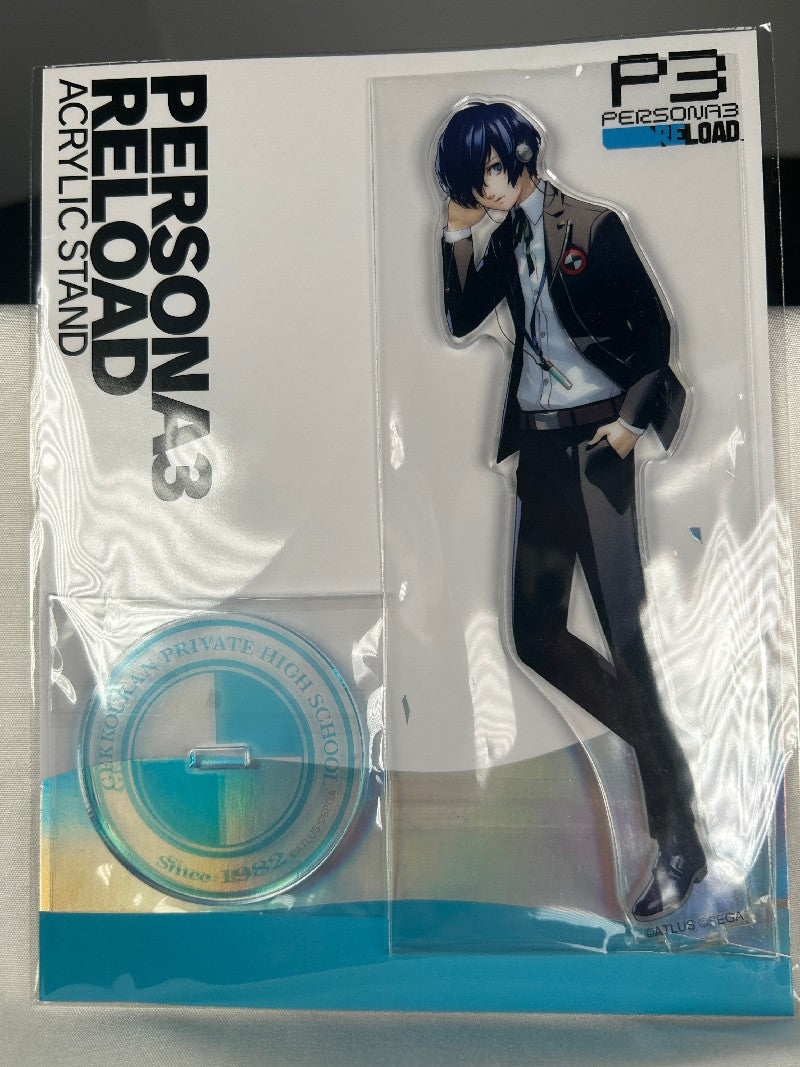 PERSONA3
RELOAD
ACRYLIC STAND
P3
PERSONA3
RELOAD
GEKKOUKAN PRIVATE HIGH SCHOOL
Since 1982
©ATLUS ©SEGA
©ATLUS ©SEGA